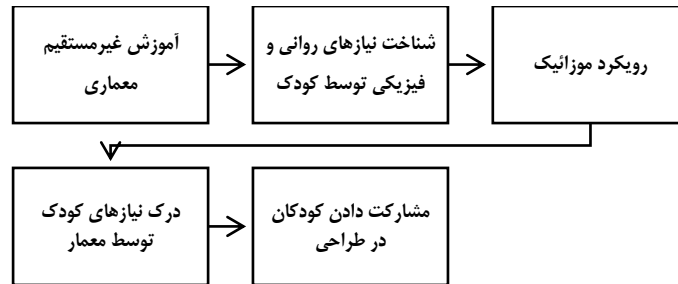 آموزش غیرمستقیم
معماری
شناخت نیازهای روانی و
فیزیکی توسط کودک
رویکرد موزائیک
درک نیازهای کودک
توسط معمار
مشارکت دادن کودکان
در طراحی